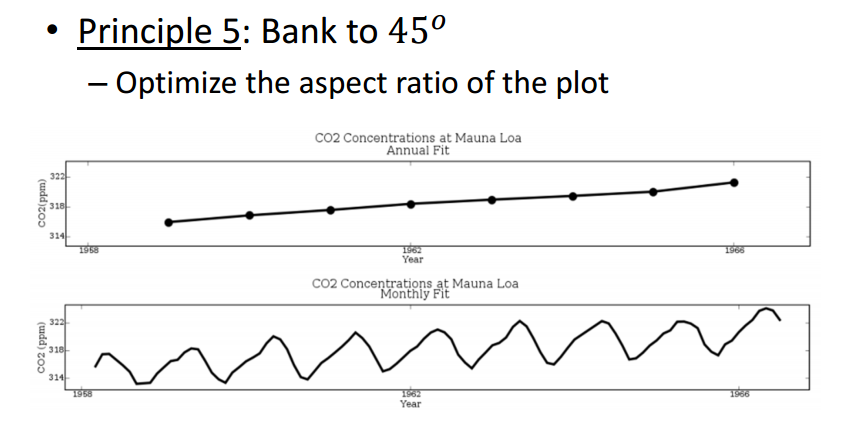 • Principle 5: Bank to 45º
– Optimize the aspect ratio of the plot
CO2 Concentrations at Mauna Loa
Annual Fit
CO2(ppm)
322
318
314
1958
1962
1966
Year
CO2 Concentrations at Mauna Loa
Monthly Fit
CO2 (ppm)
322
318
314
1958
1962
1966
Year